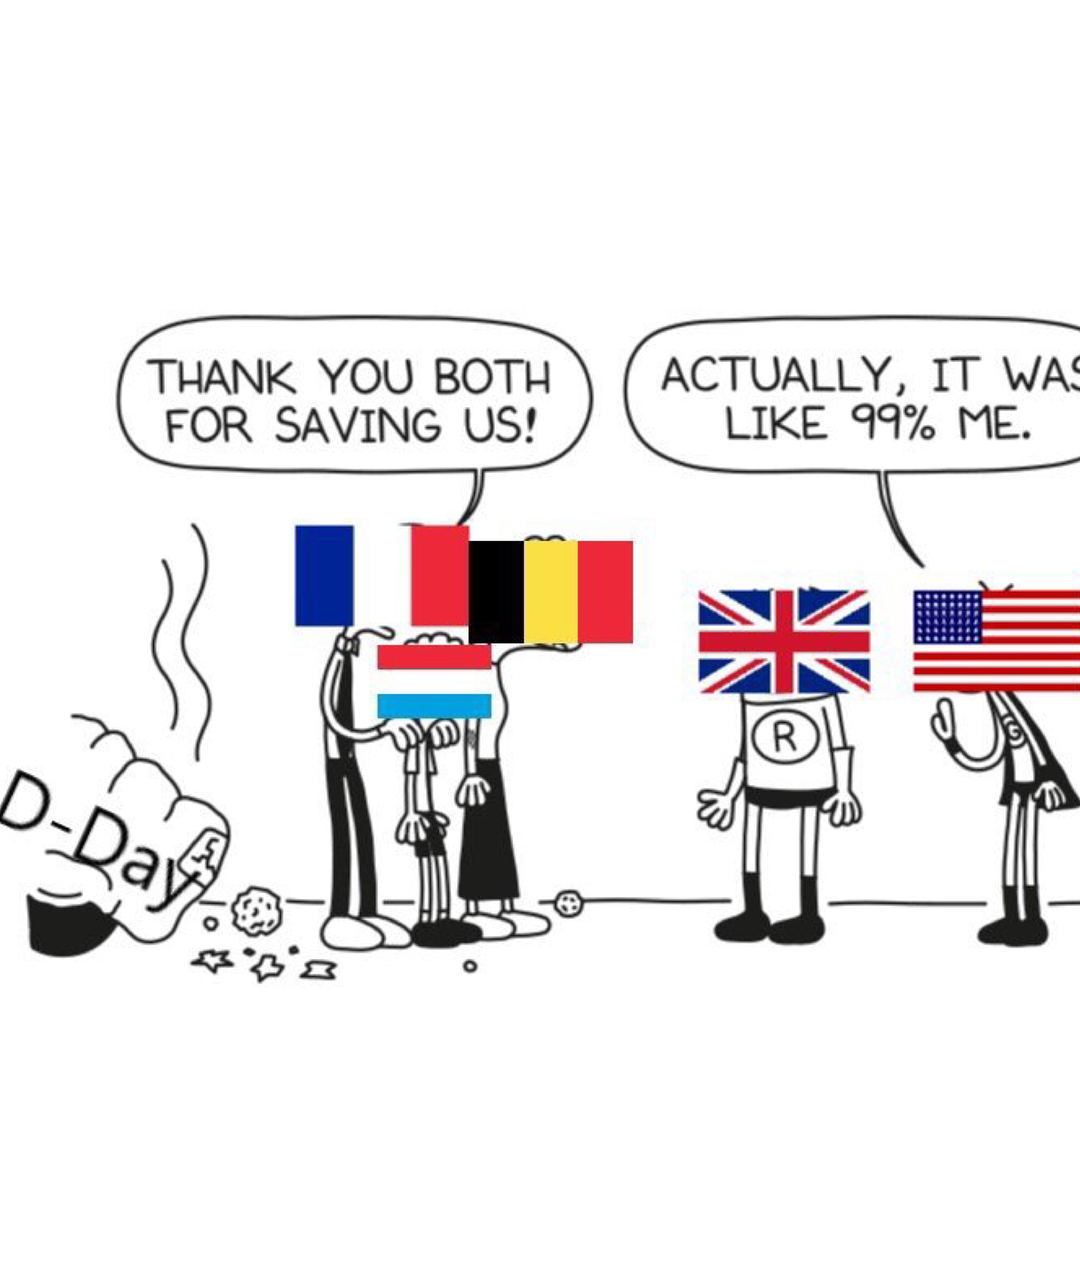 THANK YOU BOTH
FOR SAVING US!
ACTUALLY, IT WAS
LIKE 99% ME.
D-Day
R
G